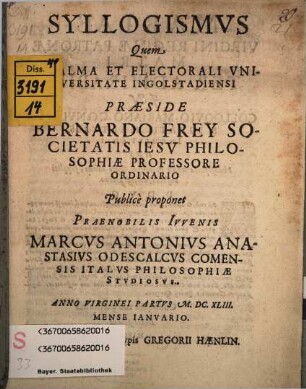 SYLLOGISMVS
Quem
ALMA ET ELECTORALI VNI-
VERSITATE INGOLSTADIENSI
PRÆSIDE
BERNARDO FREY SO-
CIETATIS IESV PHILO-
SOPHIÆ PROFESSORE
ORDINARIO
Publicè proponet
PRAENOBILIS IVVENIS
MARCVS ANTONIVS ANA-
STASIVS ODESCALCVS COMEN-
SIS ITALVS PHILOSOPHIÆ
STVDIOSVS.
ANNO VIRGINEI PARTVS M. DC. XLIII.
MENSE IANVARIO.
typis GREGORII HÆNLIN.
Diss.
3191
14
S
<36700658620016
<36700658620016
Bayer. Staatsbibliothek